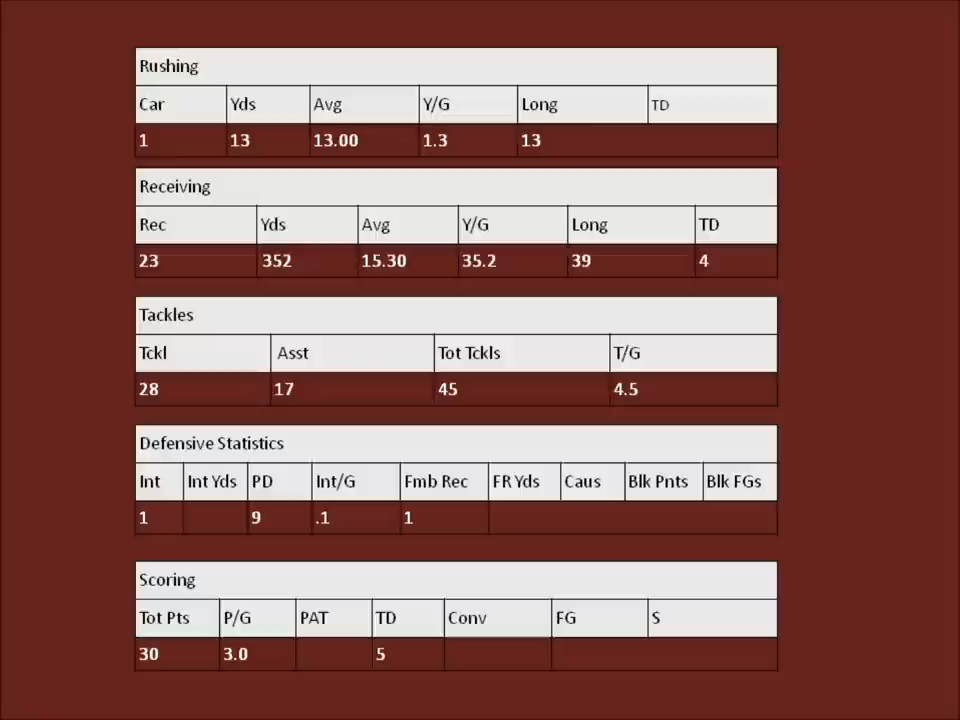 Rushing
Car Yds Avg Y/G Long TD
1 13 13.00 1.3 13
Receiving
Rec Yds Avg Y/G Long TD
23 352 15.30 35.2 39 4
Tackles
Tckl Asst Tot Tckls T/G
28 17 45 4.5
Defensive Statistics
Int Int Yds PD Int/G Fmb Rec FR Yds Caus Blk Pnts Blk FGs
1 9 .1 1
Scoring
Tot Pts P/G PAT TD Conv FG S
30 3.0 5